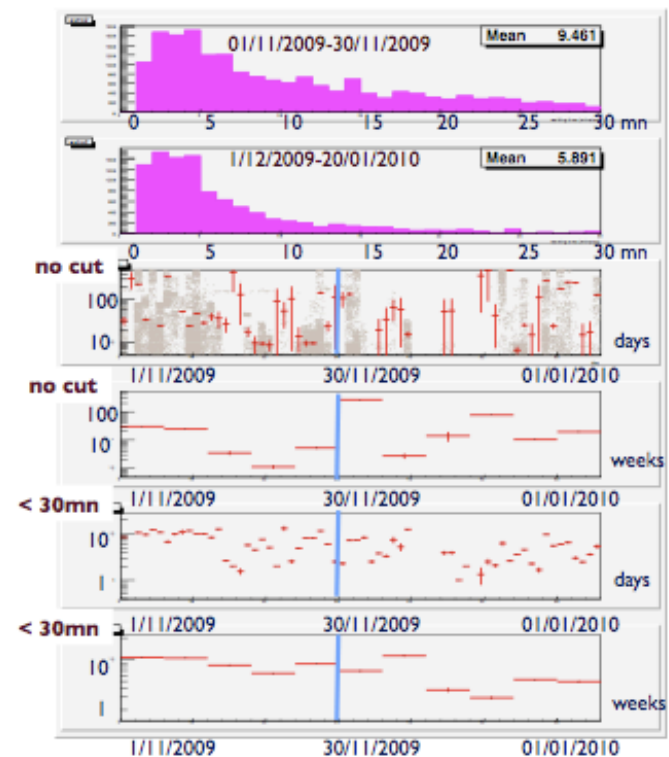 01/11/2009-30/11/2009
Mean 9.461
0 5 10 15 20 25 30 mn
1/12/2009-20/01/2010
Mean 5.891
0 5 10 15 20 25 30 mn
no cut
100
10
days
1/11/2009 30/11/2009 01/01/2010
no cut
100
10
weeks
1/11/2009 30/11/2009 01/01/2010
< 30mn
10
1
days
1/11/2009 30/11/2009 01/01/2010
< 30mn
10
1
weeks
1/11/2009 30/11/2009 01/01/2010